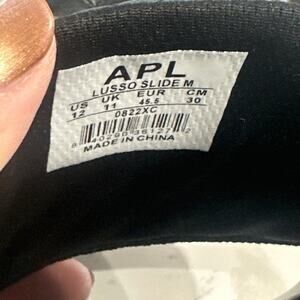 APL
LUSSO SLIDE M
US UK EUR CM
12 11 45.5 30
0822XC
MADE IN CHINA